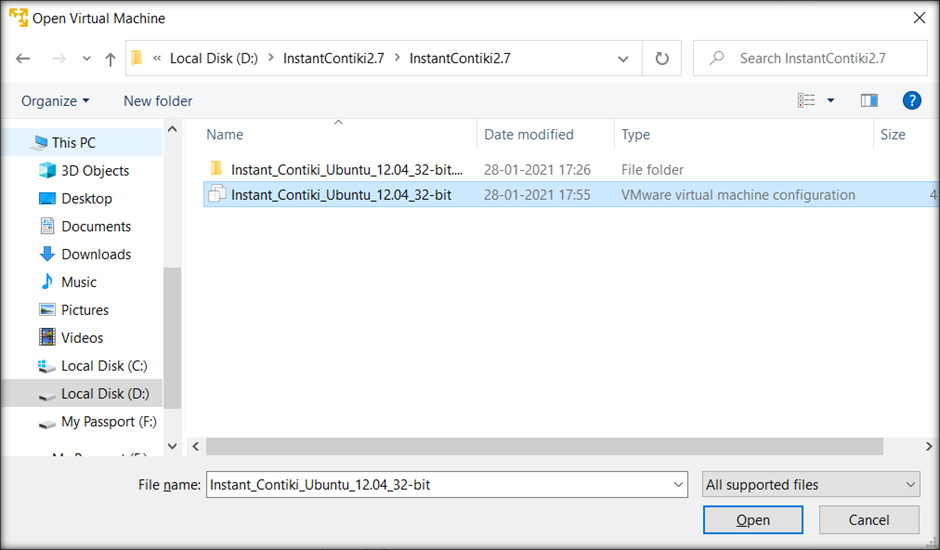 Open Virtual Machine
« Local Disk (D:) > InstantContiki2.7 > InstantContiki2.7
Search InstantContiki2.7
Organize
New folder
?
Name
Date modified
Type
Size
This PC
3D Objects
Desktop
Documents
Downloads
Music
Pictures
Videos
Local Disk (C:)
Local Disk (D:)
My Passport (F:)
Instant_Contiki_Ubuntu_12.04_32-bit.... 28-01-2021 17:26 File folder
Instant_Contiki_Ubuntu_12.04_32-bit 28-01-2021 17:55 VMware virtual machine configuration 4
File name: Instant_Contiki_Ubuntu_12.04_32-bit
All supported files
Open
Cancel